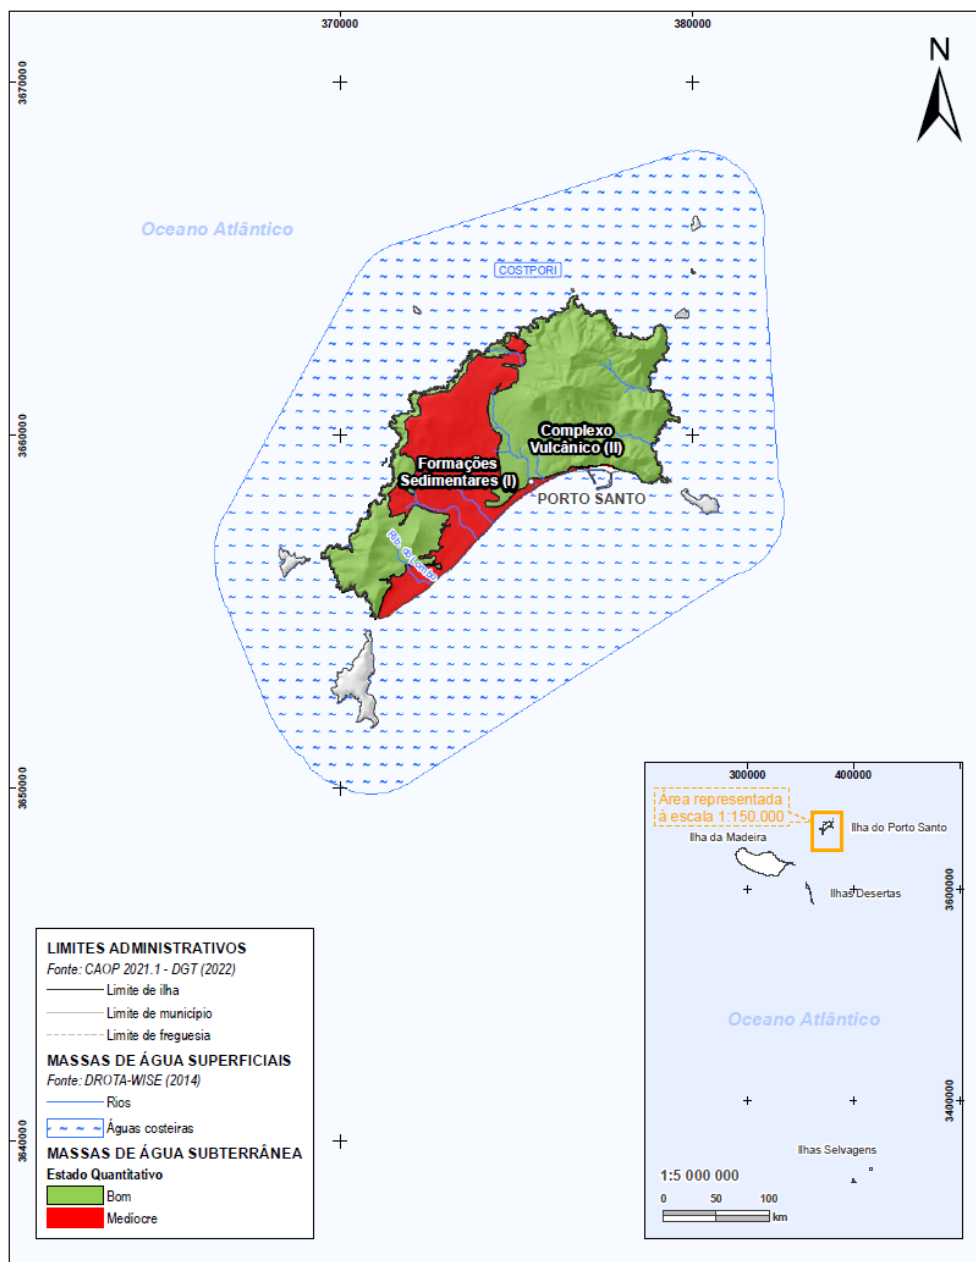 370000
380000
N
3670000
Oceano Atlântico
COSTPORI
3660000
Complexo
Vulcânico (II)
Formações
Sedimentares (I)
PORTO SANTO
Rib. do Lombo
3650000
3640000
300000
400000
Área representada
à escala 1:150.000
Ilha do Porto Santo
Ilha da Madeira
3600000
Ilhas Desertas
Oceano Atlântico
3400000
Ilhas Selvagens
1:5 000 000
0 50 100
km
LIMITES ADMINISTRATIVOS
Fonte: CAOP 2021.1 - DGT (2022)
Limite de ilha
Limite de município
Limite de freguesia
MASSAS DE ÁGUA SUPERFICIAIS
Fonte: DROTA-WISE (2014)
Rios
Águas costeiras
MASSAS DE ÁGUA SUBTERRÂNEA
Estado Quantitativo
Bom
Medíocre